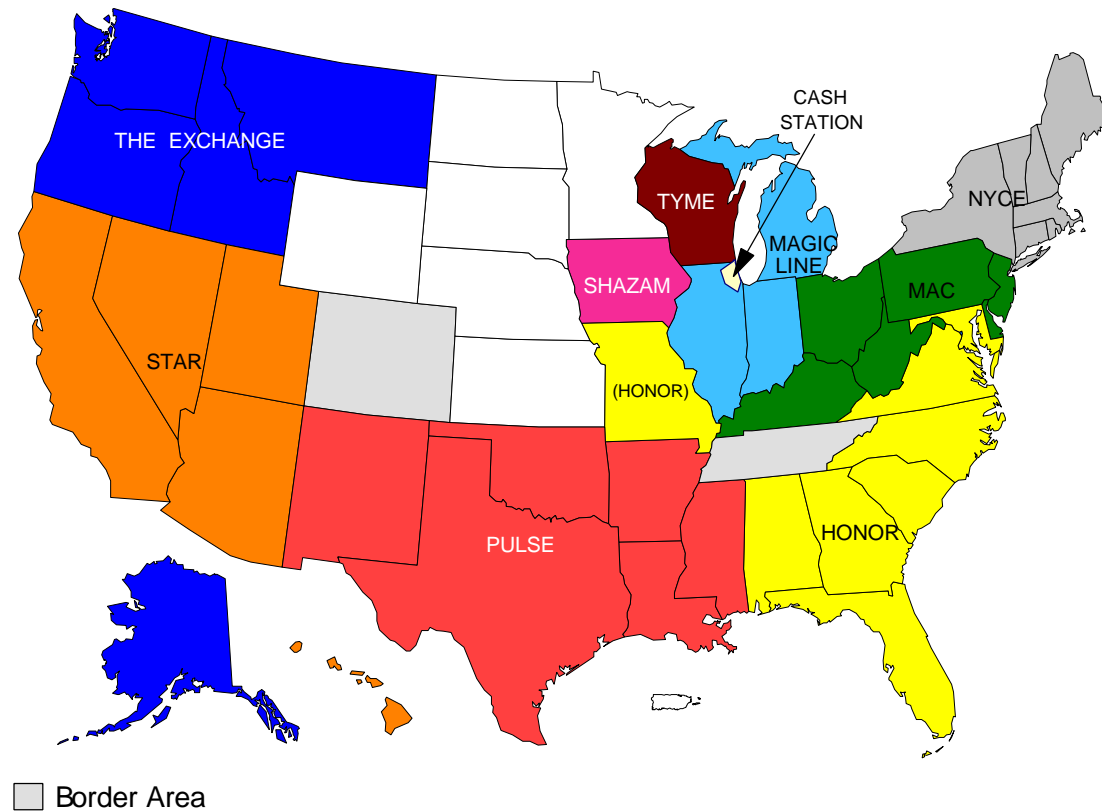 CASH
STATION
THE EXCHANGE
TYME
NYCE
MAGIC
LINE
SHAZAM
MAC
STAR
(HONOR)
HONOR
PULSE
Border Area